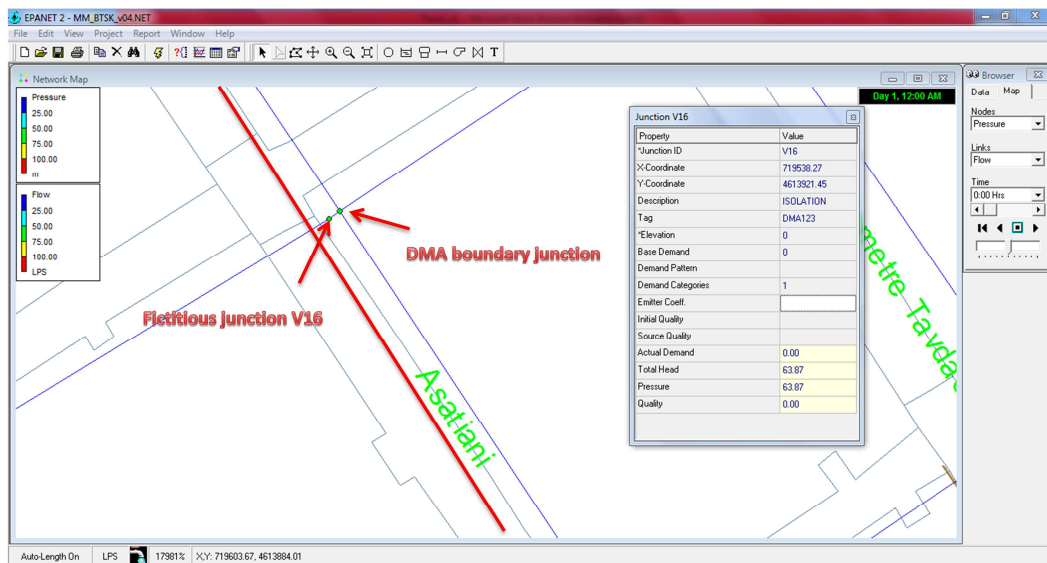 EPANET 2 - MM_BTSK_v04.NET
File Edit View Project Report Window Help
T
Network Map
Day 1, 12:00 AM
Pressure
25.00
50.00
75.00
100.00
m
Flow
25.00
50.00
75.00
100.00
LPS
DMA boundary junction
Fictitious junction V16
Asatiani
metre Tavda
Junction V16
Property Value
*Junction ID V16
X-Coordinate 719538.27
Y-Coordinate 4613921.45
Description ISOLATION
Tag DMA123
*Elevation 0
Base Demand 0
Demand Pattern
Demand Categories 1
Emitter Coeff.
Initial Quality
Source Quality
Actual Demand 0.00
Total Head 63.87
Pressure 63.87
Quality 0.00
Browser
Data Map
Nodes
Pressure
Links
Flow
Time
0:00 Hrs
Auto-Length On LPS 17981% X,Y: 719603.67, 4613884.01